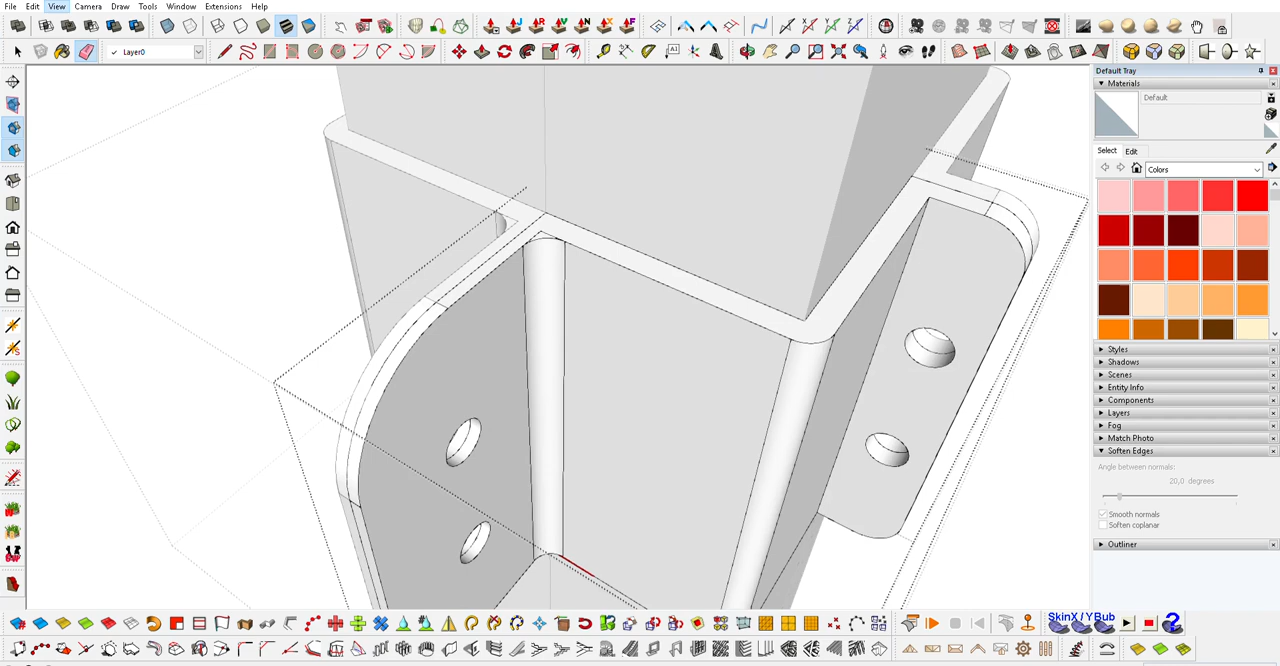 File Edit View Camera Draw Tools Window Extensions Help
J R V N X F
X X Y Z Z
✓ Layer0
A1
Default Tray
Materials
Default
Select Edit
Colors
Styles
Shadows
Scenes
Entity Info
Components
Layers
Fog
Match Photo
Soften Edges
Angle between normals:
20,0 degrees
Smooth normals
Soften coplanar
Outliner
SkinX / YBub